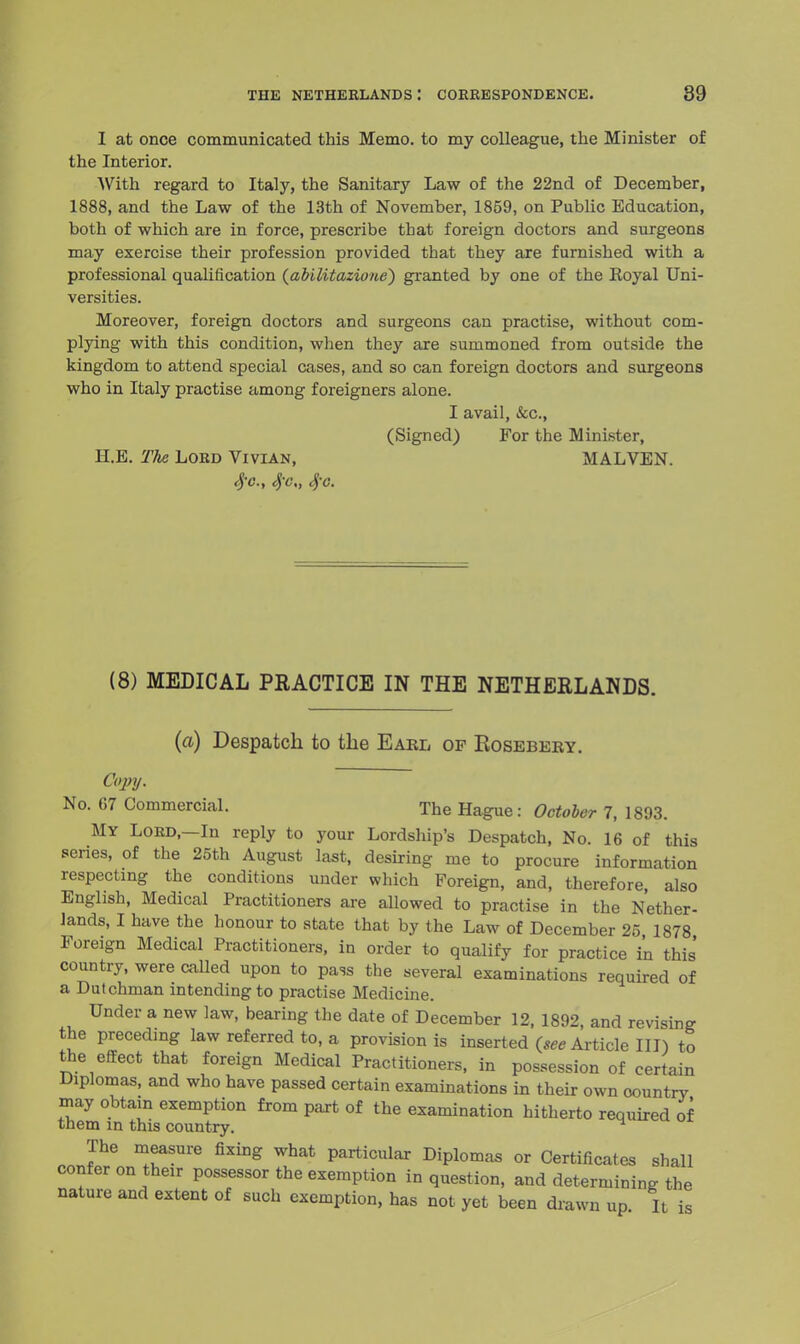 THE NETHERLANDS: CORRESPONDENCE. 39
I at once communicated this Memo. to my colleague, the Minister of
the Interior.
With regard to Italy, the Sanitary Law of the 22nd of December,
1888, and the Law of the 13th of November, 1859, on Public Education,
both of which are in force, prescribe that foreign doctors and surgeons
may exercise their profession provided that they are furnished with a
professional qualification (abilitazione) granted by one of the Royal Uni-
versities.
Moreover, foreign doctors and surgeons can practise, without com-
plying with this condition, when they are summoned from outside the
kingdom to attend special cases, and so can foreign doctors and surgeons
who in Italy practise among foreigners alone.
I avail, &c.,
(Signed) For the Minister,
H.E. The LORD VIVIAN, MALVEN.
&c., &c., &c.
(8) MEDICAL PRACTICE IN THE NETHERLANDS.
(a) Despatch to the EARL OF ROSEBERY.
Copy.
No. 67 Commercial. The Hague: October 7, 1893.
MY LORD,—In reply to your Lordship's Despatch, No. 16 of this
series, of the 25th August last, desiring me to procure information
respecting the conditions under which Foreign, and, therefore, also
English, Medical Practitioners are allowed to practise in the Nether-
lands, I have the honour to state that by the Law of December 25, 1878,
Foreign Medical Practitioners, in order to qualify for practice in this
country, were called upon to pass the several examinations required of
a Dutchman intending to practise Medicine.
Under a new law, bearing the date of December 12, 1892, and revising
the preceding law referred to, a provision is inserted (see Article III) to
the effect that foreign Medical Practitioners, in possession of certain
Diplomas, and who have passed certain examinations in their own country,
may obtain exemption from part of the examination hitherto required of
them in this country.
The measure fixing what particular Diplomas or Certificates shall
confer on their possessor the exemption in question, and determining the
nature and extent of such exemption, has not yet been drawn up. It is